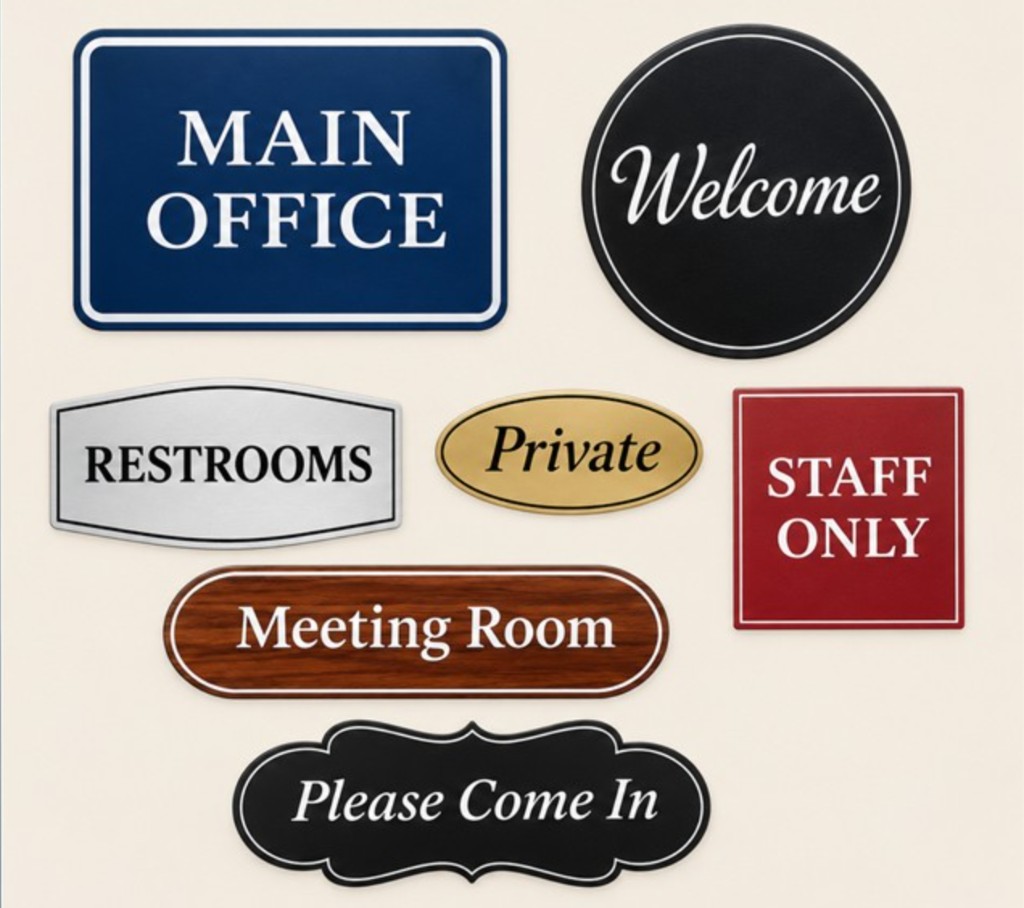 MAIN
OFFICE
Welcome
RESTROOMS
Private
STAFF
ONLY
Meeting Room
Please Come In